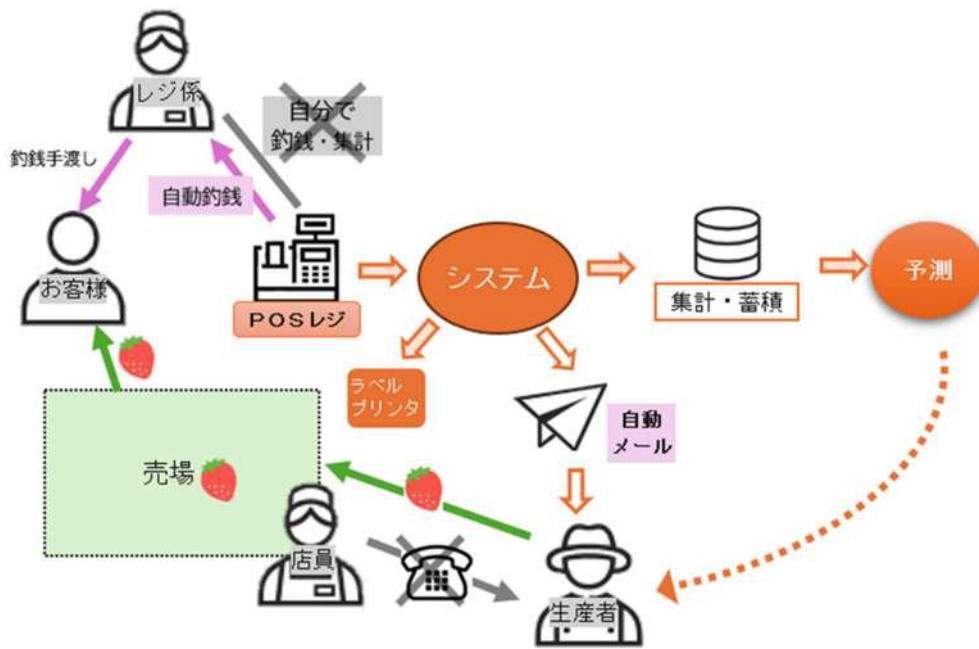 レジ係
自分で
釣銭・集計
釣銭手渡し
自動釣銭
お客様
POSレジ
システム
集計・蓄積
予測
ラベル
プリンタ
自動
メール
売場
店員
生産者